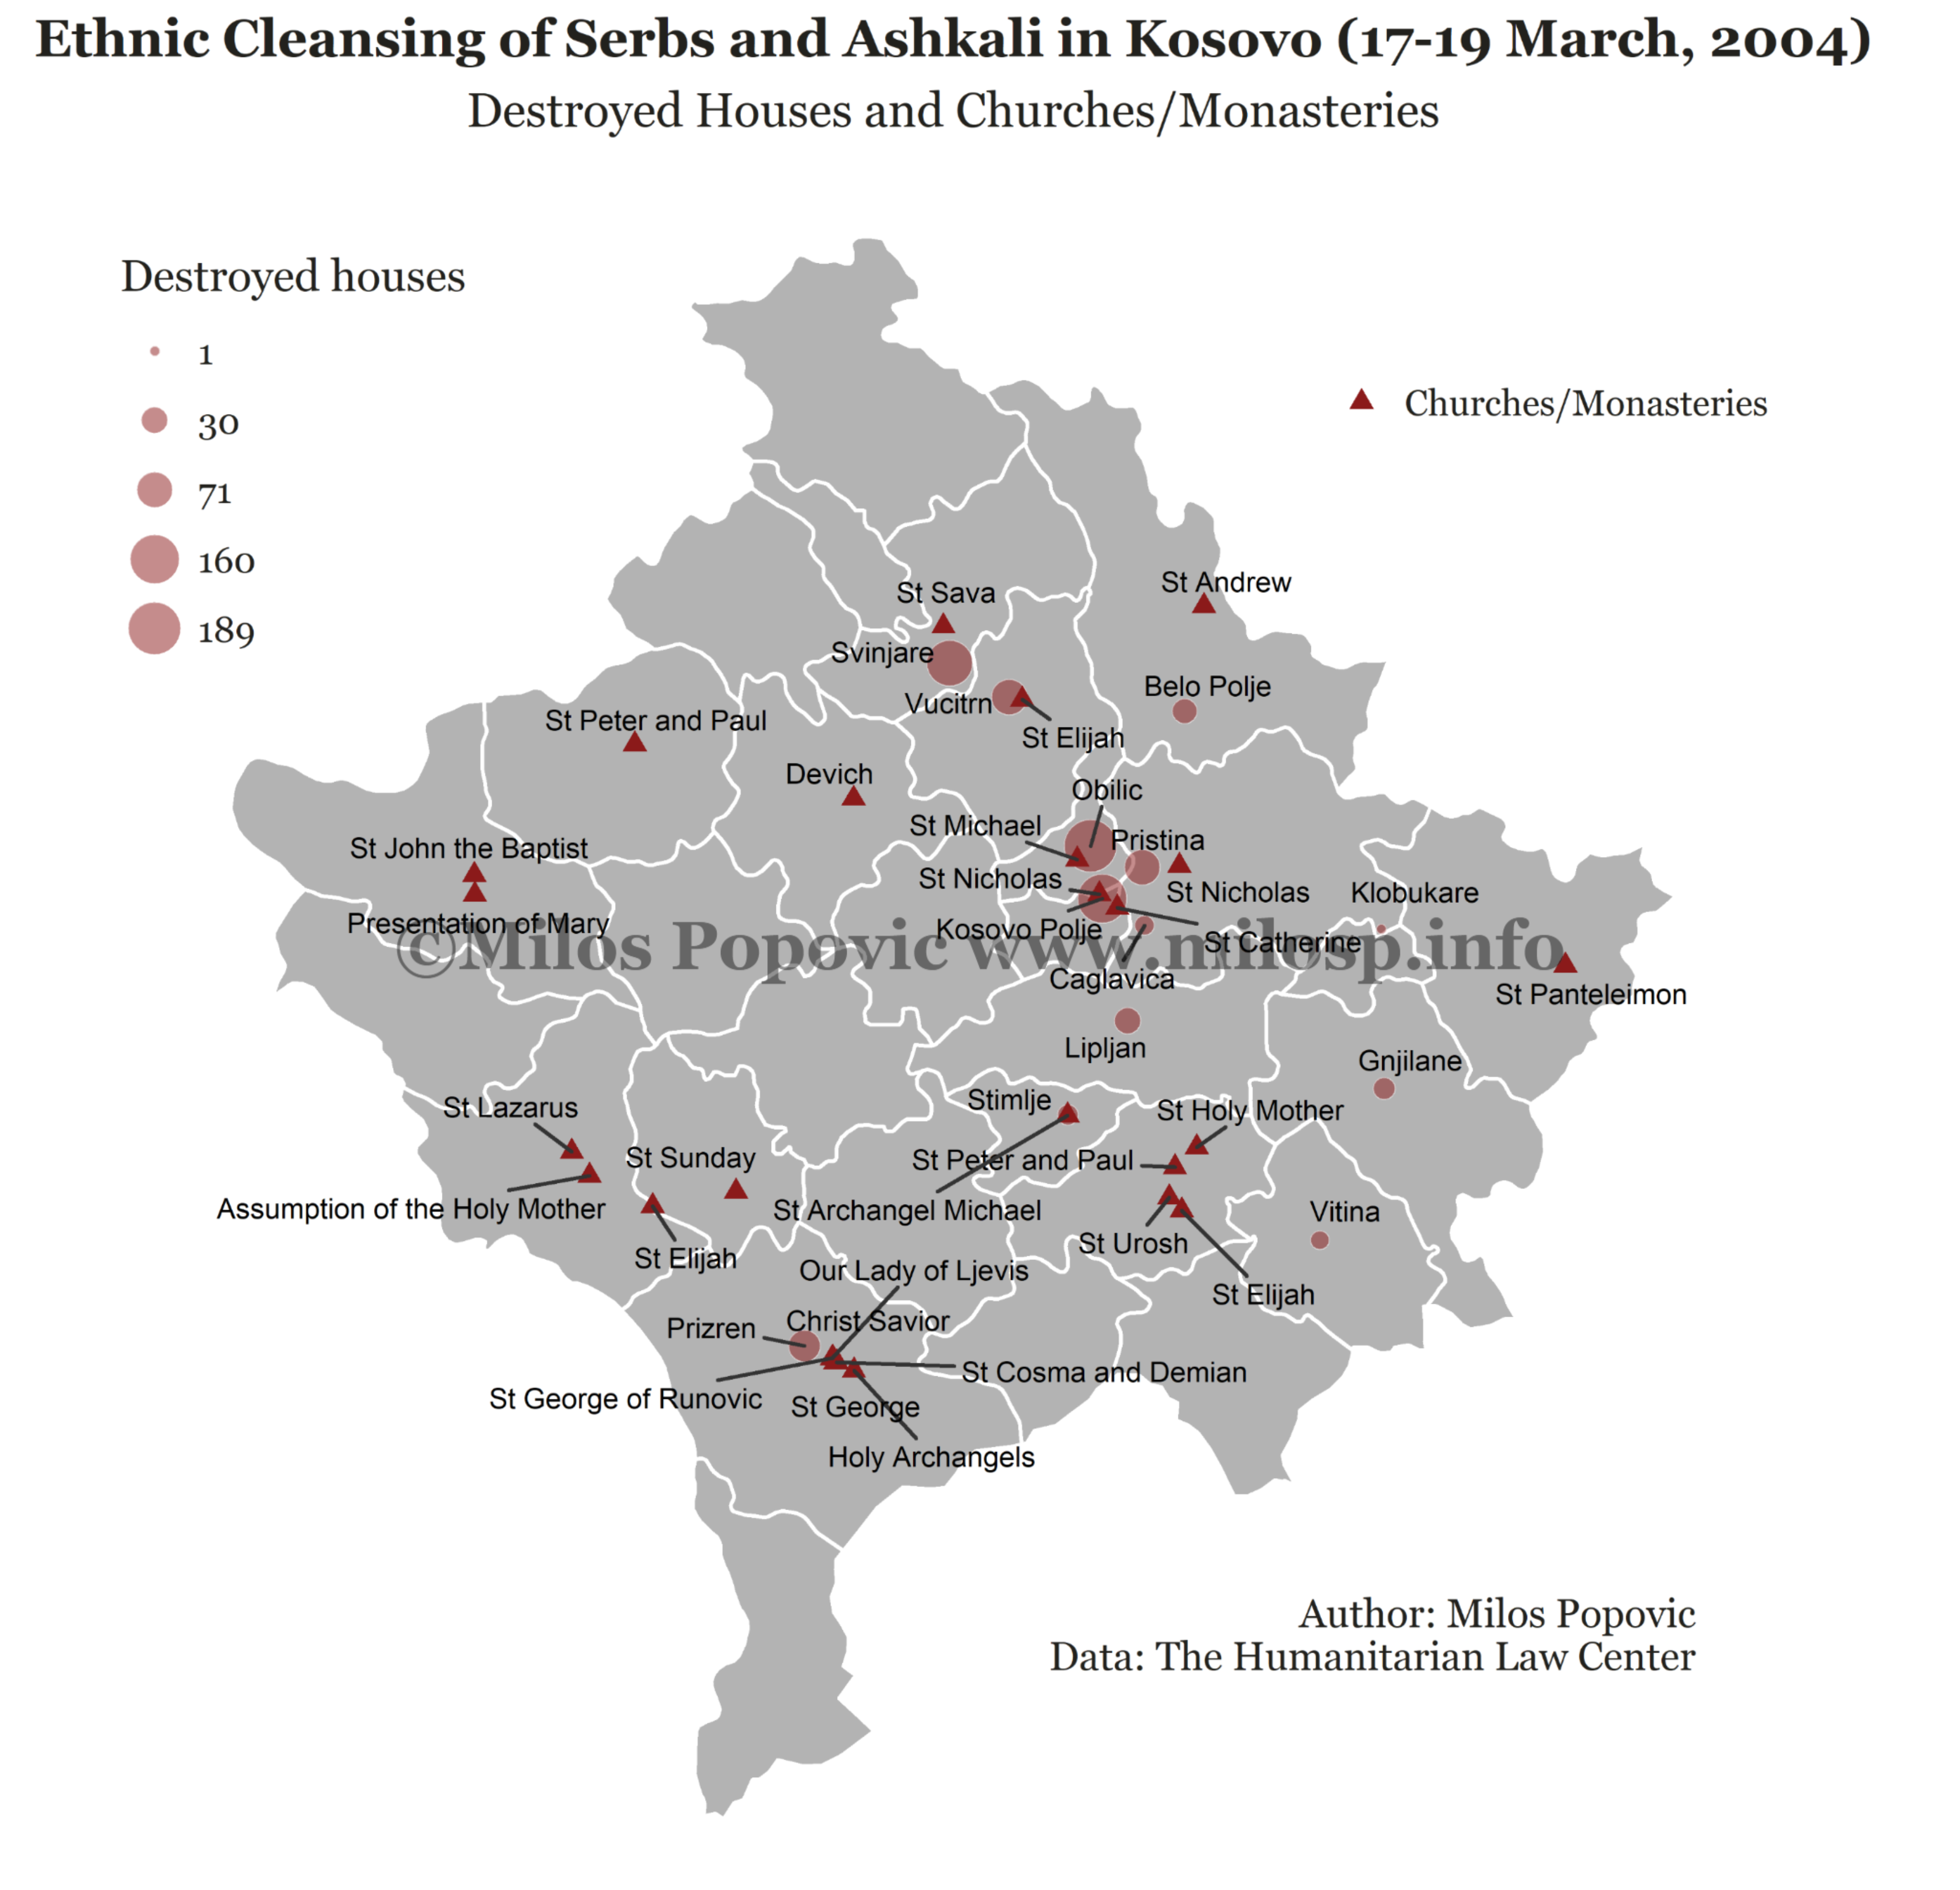 Ethnic Cleansing of Serbs and Ashkali in Kosovo (17-19 March, 2004)
Destroyed Houses and Churches/Monasteries
Destroyed houses
1
30
71
160
189
Churches/Monasteries
St Andrew
St Sava
Svinjare
Belo Polje
Vucitrn
St Peter and Paul
St Elijah
Devich
Obilic
St Michael
Pristina
St John the Baptist
St Nicholas
St Nicholas
Klobukare
Presentation of Mary
Kosovo Polje
St Catherine
©Milos Popovic www.milosp.info
Caglavica
St Panteleimon
Lipljan
Gnjilane
Stimlje
St Lazarus
St Holy Mother
St Sunday
St Peter and Paul
Assumption of the Holy Mother
St Archangel Michael
Vitina
St Urosh
St Elijah
Our Lady of Ljevis
St Elijah
Christ Savior
Prizren
St Cosma and Demian
St George of Runovic
St George
Holy Archangels
Author: Milos Popovic
Data: The Humanitarian Law Center